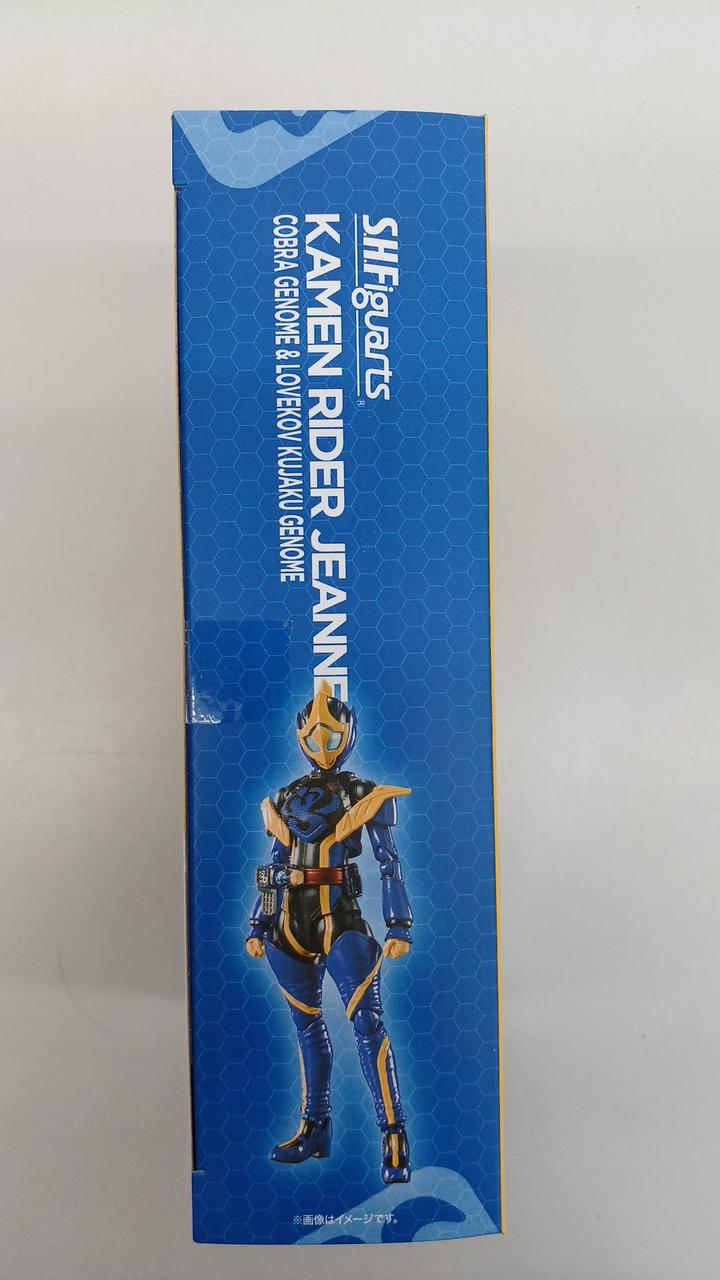 S.H.Figuarts®
KAMEN RIDER JEANNE
COBRA GENOME & LOVEKOV KUJAKU GENOME
※画像はイメージです。